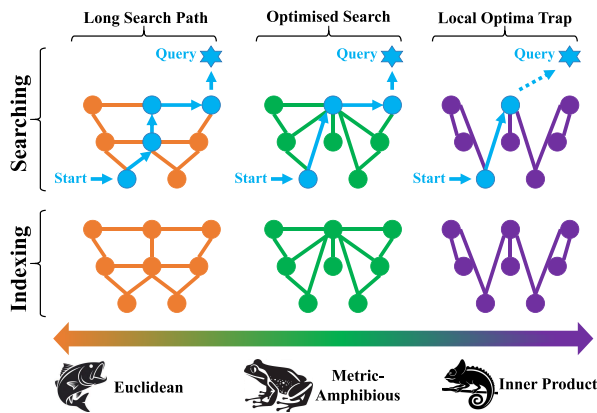 Long Search Path
Optimised Search
Local Optima Trap
Searching
Query
Query
Query
Start
Start
Start
Indexing
Euclidean
Metric-
Amphibious
Inner Product